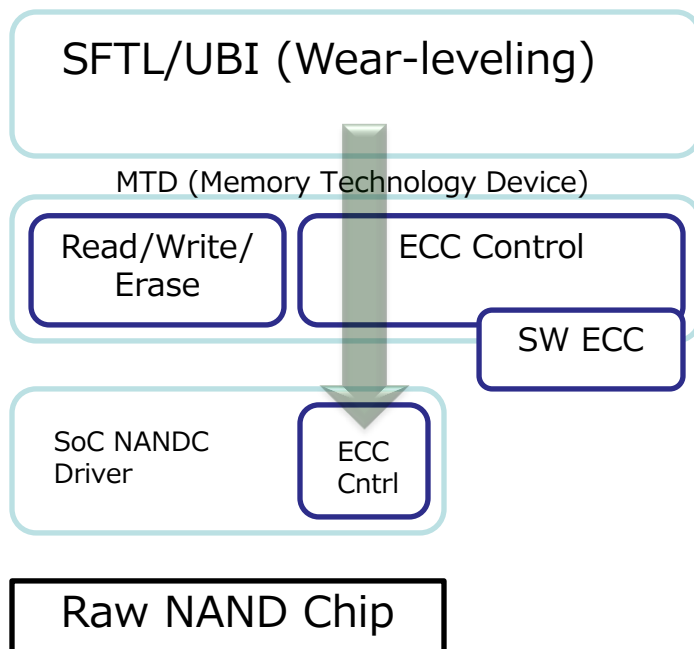 SFTL/UBI (Wear-leveling)
MTD (Memory Technology Device)
Read/Write/
Erase
ECC Control
SW ECC
SoC NANDC
Driver
ECC
Cntrl
Raw NAND Chip